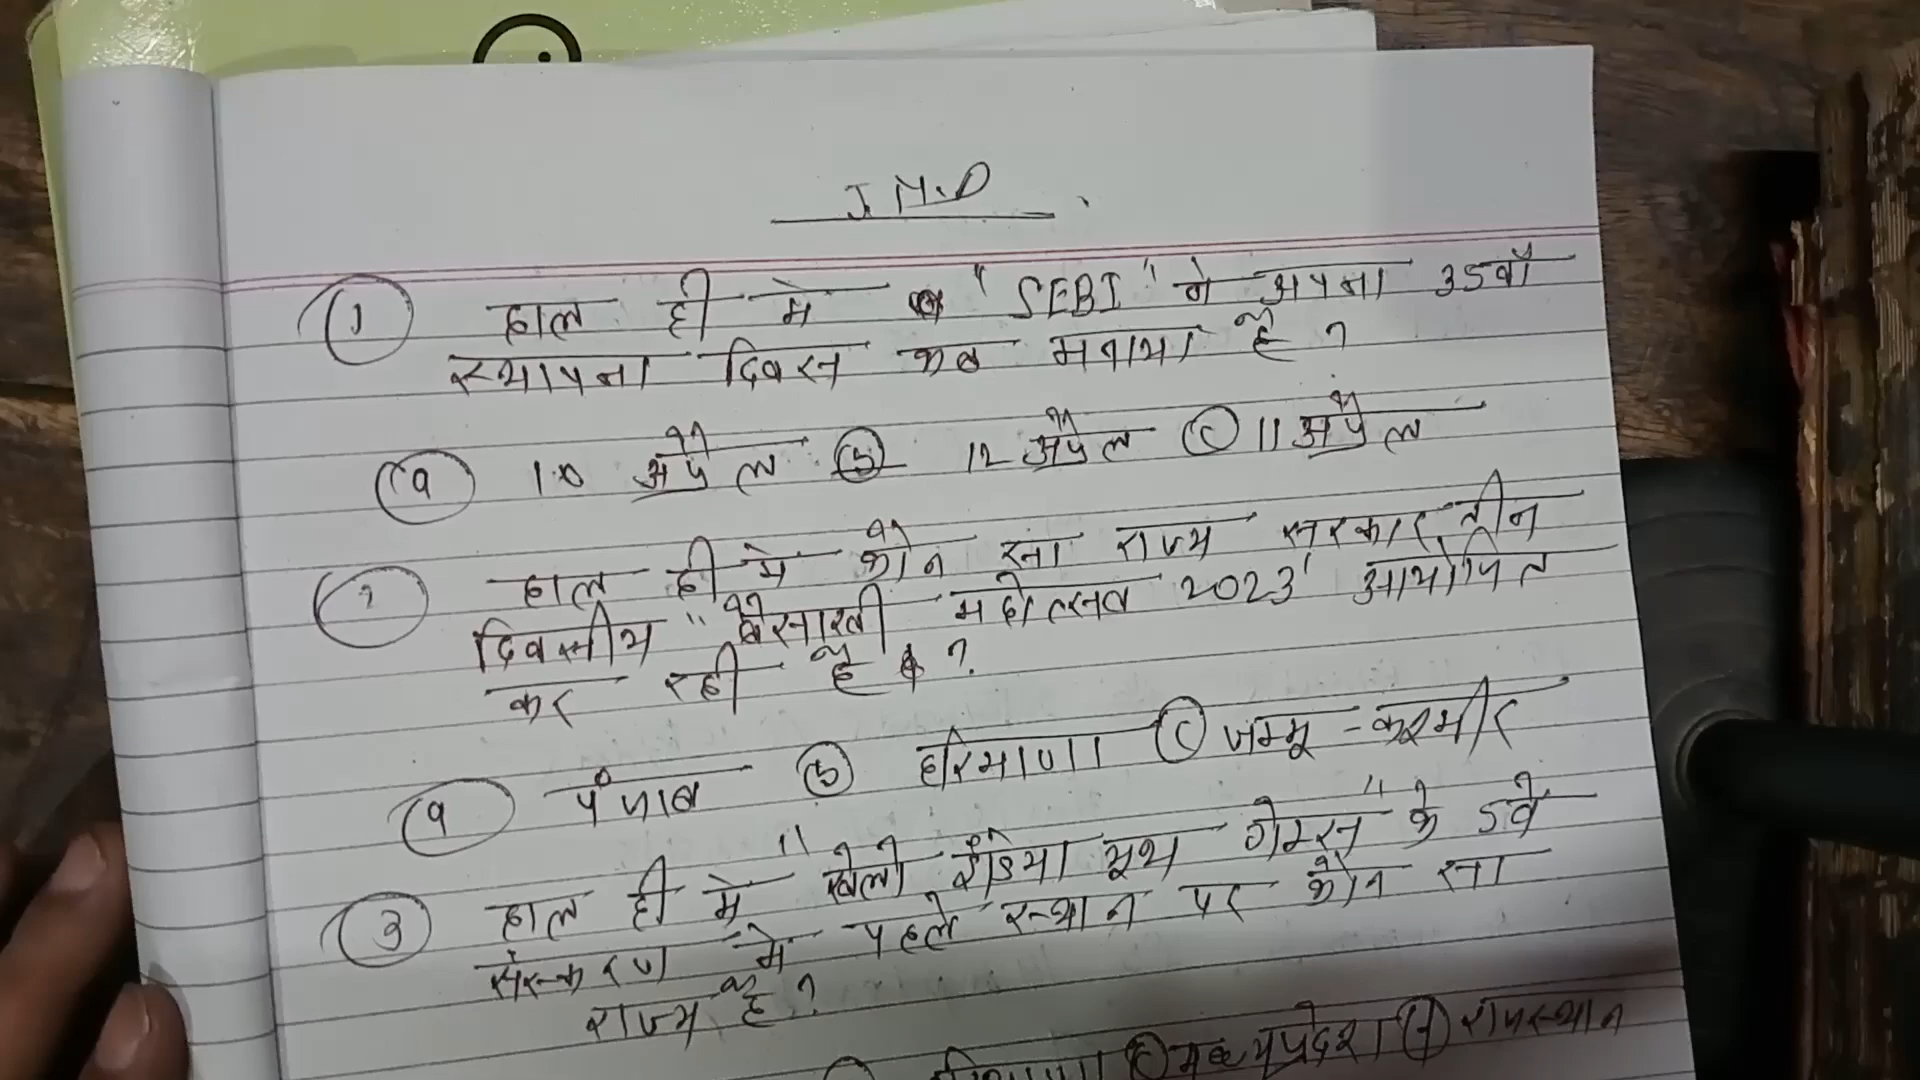 J.M.D
① हाल ही मे "SEBI" ने अपना 35वाँ
स्थापना दिवस कब मनाया है ?
ⓐ 10 अप्रैल ⓑ 12 अप्रैल ⓒ 11 अप्रैल
② हाल ही मे कौन सा राज्य सरकार तीन
दिवसीय "बैसाखी महोत्सव 2023' आयोजित
कर रही है ?
ⓐ पंजाब ⓑ हरियाणा ⓒ जम्मू - कश्मीर
③ हाल ही मे "खेलो इंडिया यूथ गेम्स" के 5वे
संस्करण मे पहले स्थान पर कौन सा
राज्य है ?
मध्यप्रदेश राजस्थान